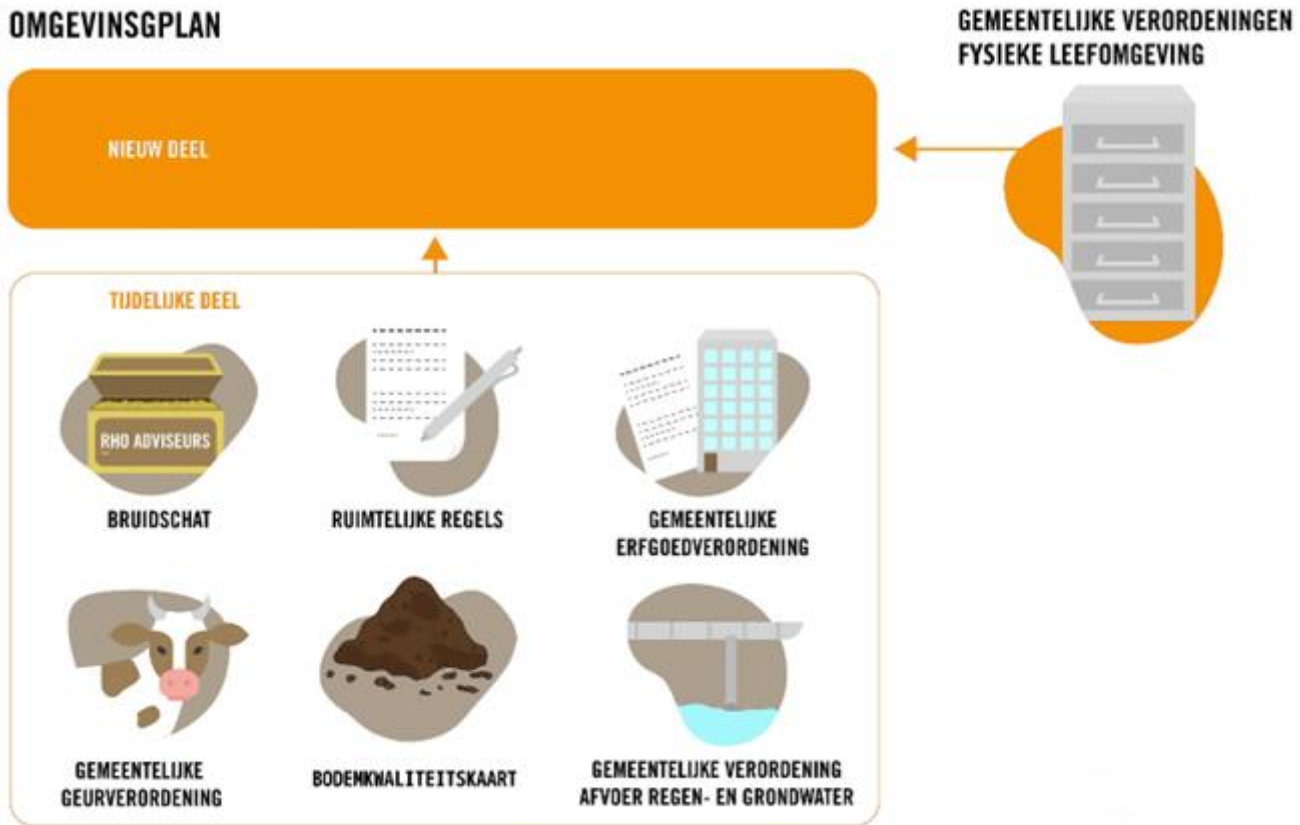 OMGEVINSGPLAN
GEMEENTELIJKE VERORDENINGEN
FYSIEKE LEEFOMGEVING
NIEUW DEEL
TIJDELIJKE DEEL
RHO ADVISEURS
BRUIDSCHAT
RUIMTELIJKE REGELS
GEMEENTELIJKE
ERFGOEDVERORDENING
GEMEENTELIJKE
GEURVERORDENING
BODEMKWALITEITSKAART
GEMEENTELIJKE VERORDENING
AFVOER REGEN- EN GRONDWATER